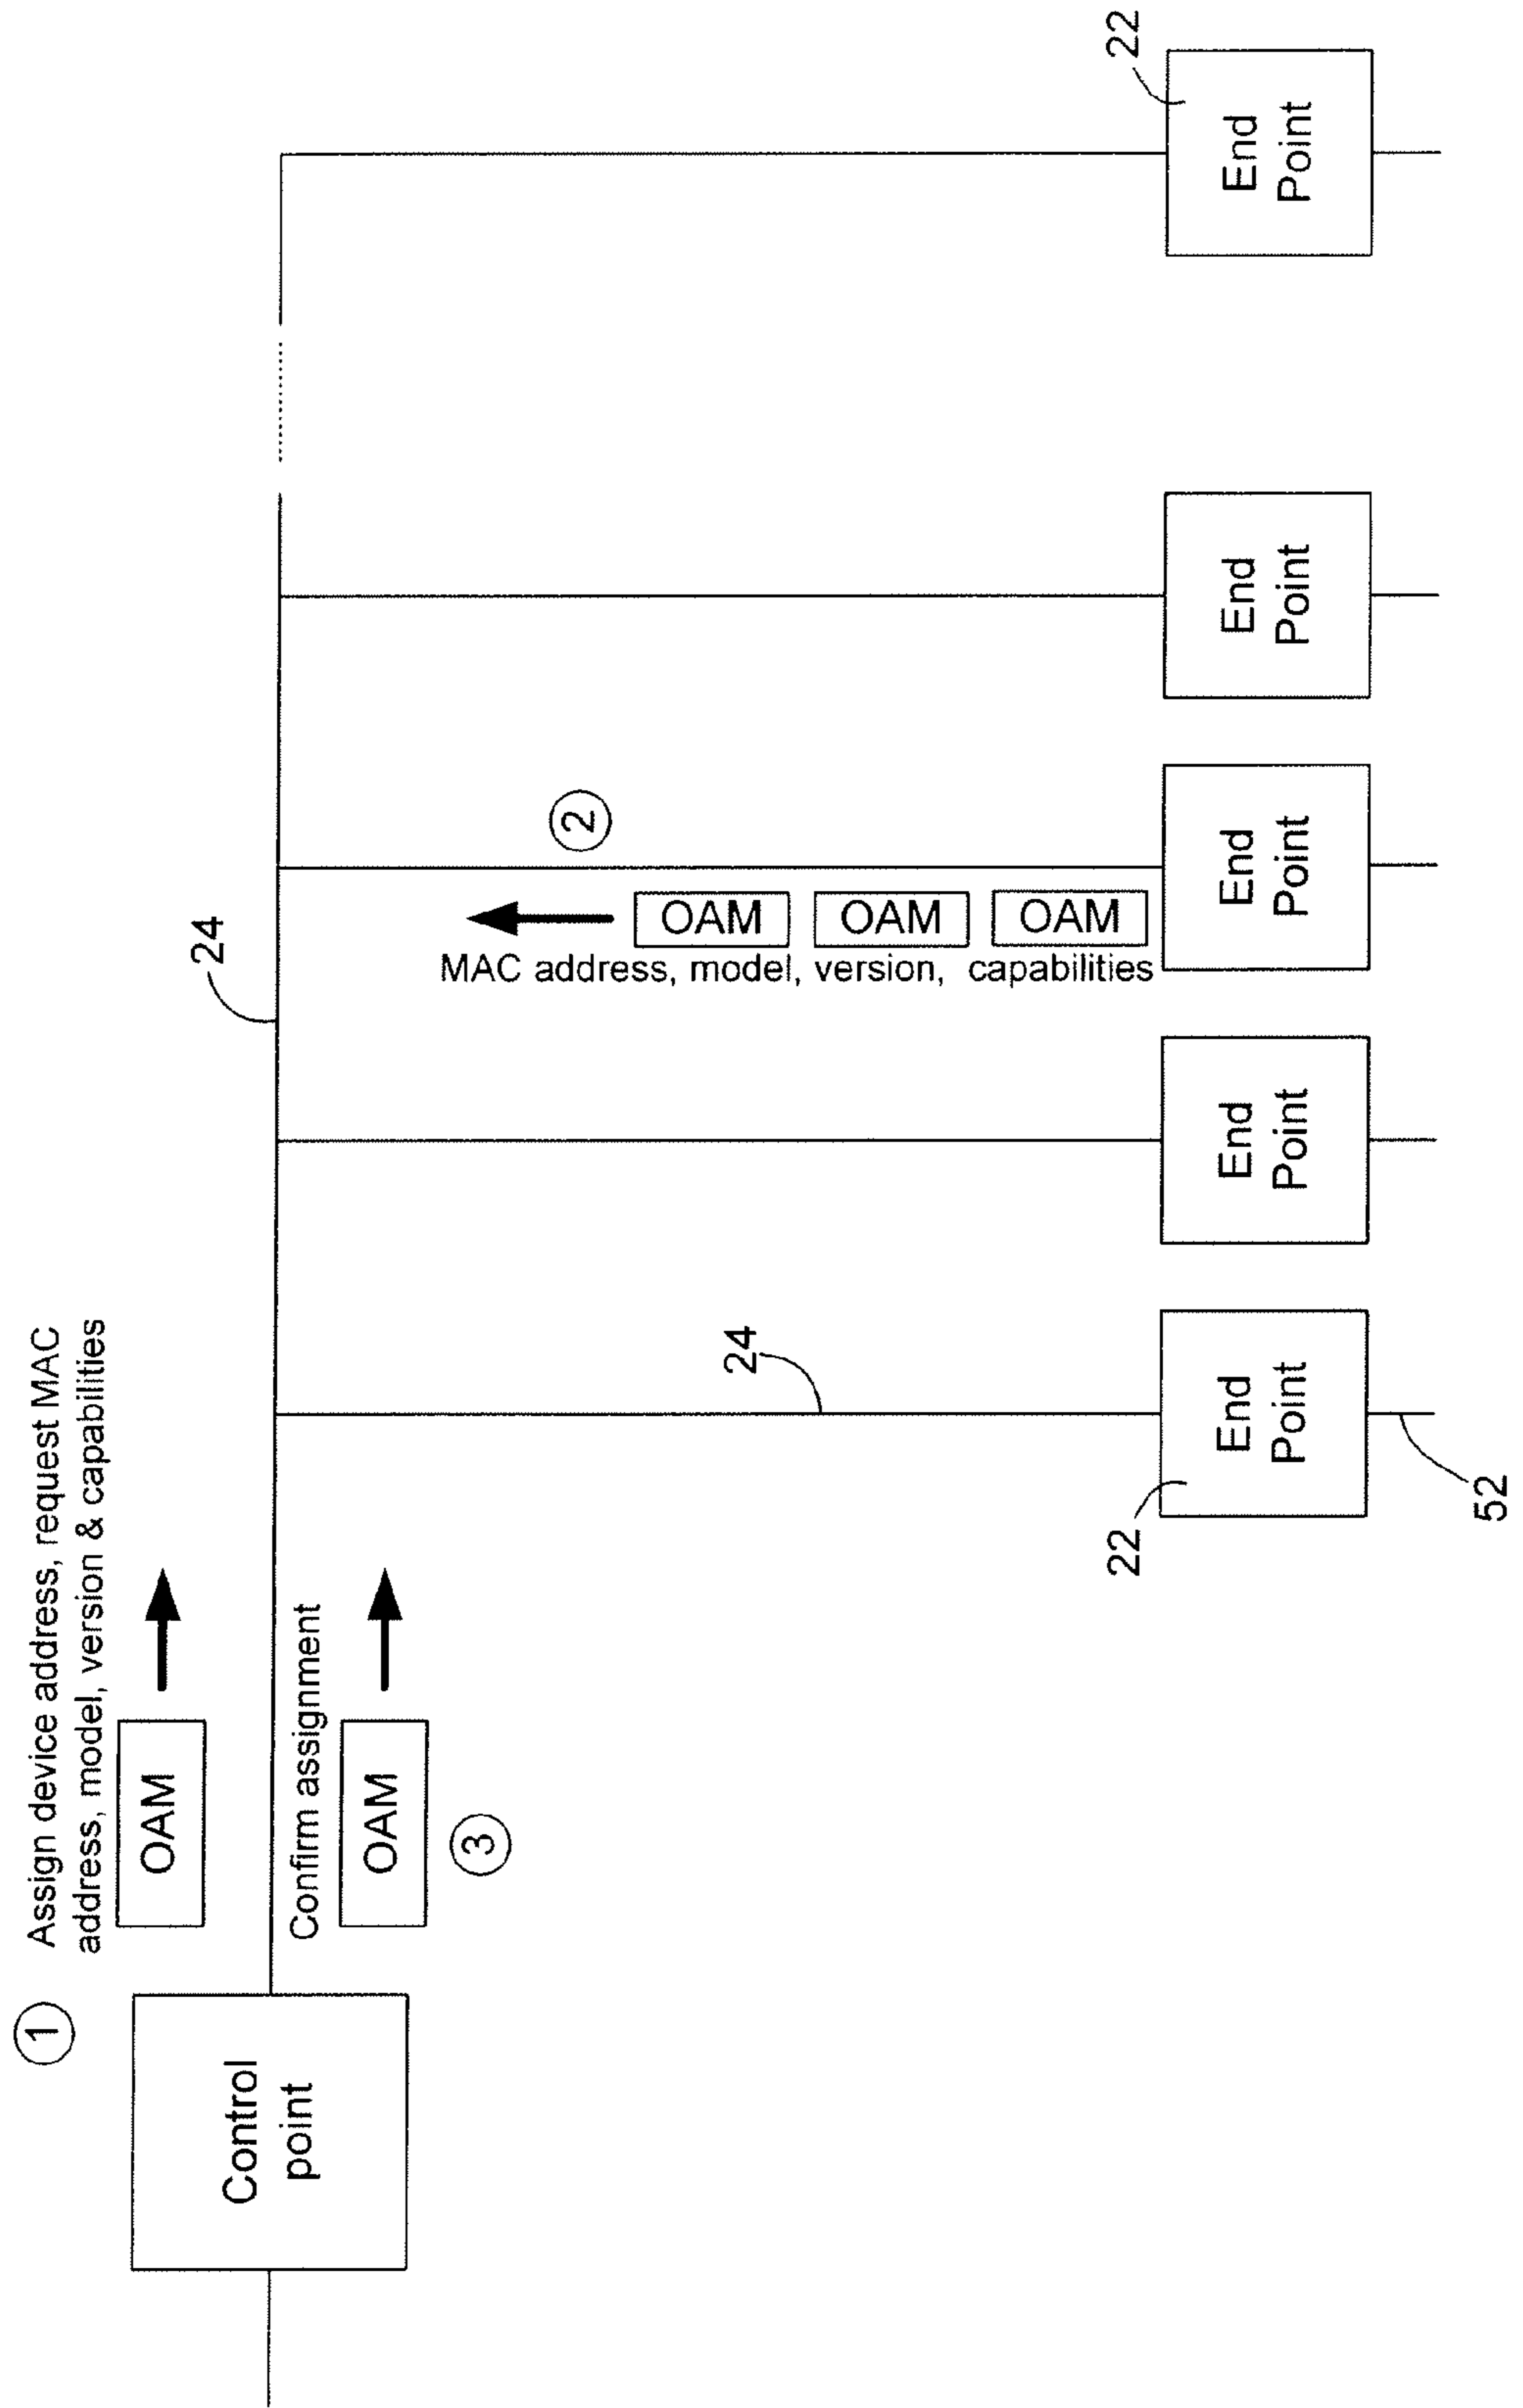 1
Assign device address, request MAC
address, model, version & capabilities
OAM
Control
point
Confirm assignment
OAM
3
24
24
2
OAM
OAM
OAM
MAC address, model, version, capabilities
22
End
Point
52
End
Point
End
Point
End
Point
22
End
Point